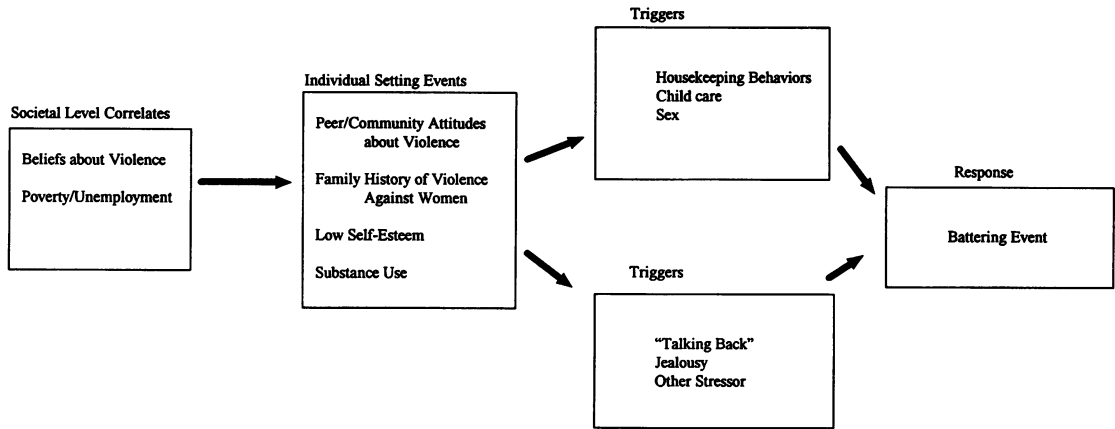 Societal Level Correlates
Beliefs about Violence
Poverty/Unemployment
Individual Setting Events
Peer/Community Attitudes
about Violence
Family History of Violence
Against Women
Low Self-Esteem
Substance Use
Triggers
Housekeeping Behaviors
Child care
Sex
Triggers
“Talking Back”
Jealousy
Other Stressor
Response
Battering Event